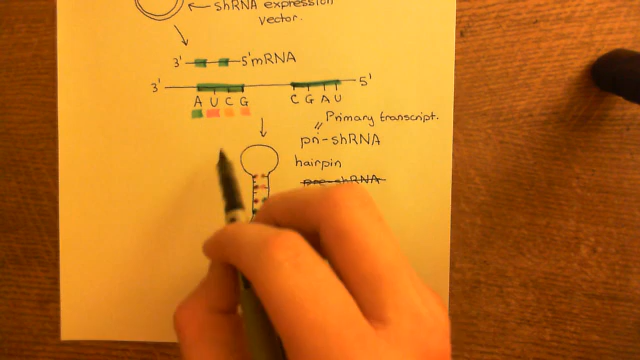 shRNA expression
vector.
3' 5' mRNA
3' 5'
A U C G C G A U
Primary transcript.
pri-shRNA
hairpin
pre-shRNA